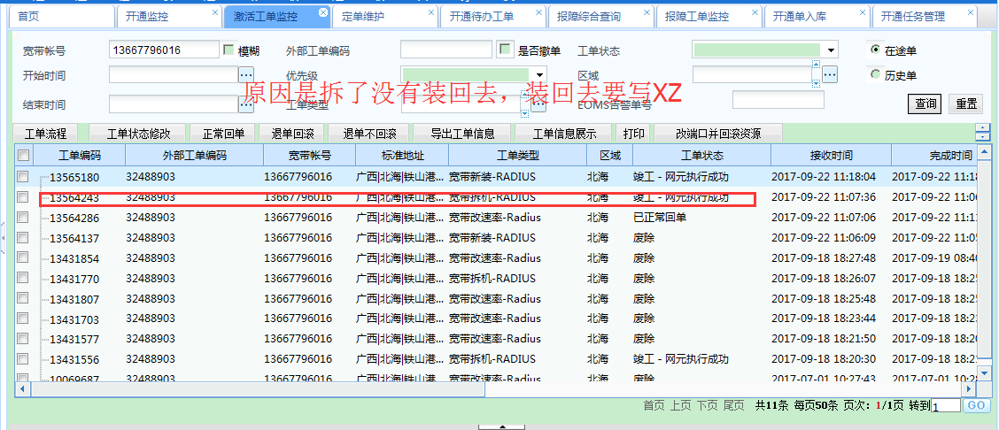 首页 开通监控 激活工单监控 定单维护 开通待办工单 报障综合查询 报障工单监控 开通单入库 开通任务管理
宽带帐号 13667796016 模糊 外部工单编码 是否撤单 工单状态 在途单
开始时间 优先级 区域 历史单
原因是拆了没有装回去，装回去要写XZ
结束时间 工单类型 EOMS告警单号 查询 重置
工单流程 工单状态修改 正常回单 退单回滚 退单不回滚 导出工单信息 工单信息展示 打印 改端口并回滚资源
工单编码 外部工单编码 宽带帐号 标准地址 工单类型 区域 工单状态 接收时间 完成时间
13565180 32488903 13667796016 广西|北海|铁山港... 宽带新装-RADIUS 北海 竣工 - 网元执行成功 2017-09-22 11:18:04 2017-09-22 11:18
13564243 32488903 13667796016 广西|北海|铁山港... 宽带拆机-RADIUS 北海 竣工 - 网元执行成功 2017-09-22 11:07:36 2017-09-22 11:06
13564286 32488903 13667796016 广西|北海|铁山港... 宽带改速率-Radius 北海 已正常回单 2017-09-22 11:07:06 2017-09-22 11:11
13564137 32488903 13667796016 广西|北海|铁山港... 宽带新装-RADIUS 北海 废除 2017-09-22 11:06:09 2017-09-22 11:05
13431854 32488903 13667796016 广西|北海|铁山港... 宽带改速率-Radius 北海 废除 2017-09-18 18:27:48 2017-09-19 08:40
13431770 32488903 13667796016 广西|北海|铁山港... 宽带拆机-RADIUS 北海 废除 2017-09-18 18:26:07 2017-09-18 18:25
13431807 32488903 13667796016 广西|北海|铁山港... 宽带改速率-Radius 北海 废除 2017-09-18 18:25:48 2017-09-18 18:25
13431703 32488903 13667796016 广西|北海|铁山港... 宽带改速率-Radius 北海 废除 2017-09-18 18:23:44 2017-09-18 18:23
13431577 32488903 13667796016 广西|北海|铁山港... 宽带改速率-Radius 北海 废除 2017-09-18 18:21:50 2017-09-18 18:20
13431556 32488903 13667796016 广西|北海|铁山港... 宽带拆机-RADIUS 北海 竣工 - 网元执行成功 2017-09-18 18:20:30 2017-09-18 18:21
10069687 32488903 13667796016 广西|北海|铁山港... 宽带改速率-Radius 北海 废除 2017-07-01 10:27:43 2017-07-01 10:28
首页 上页 下页 尾页 共11条 每页50条 页次：1/1页 转到 1 GO